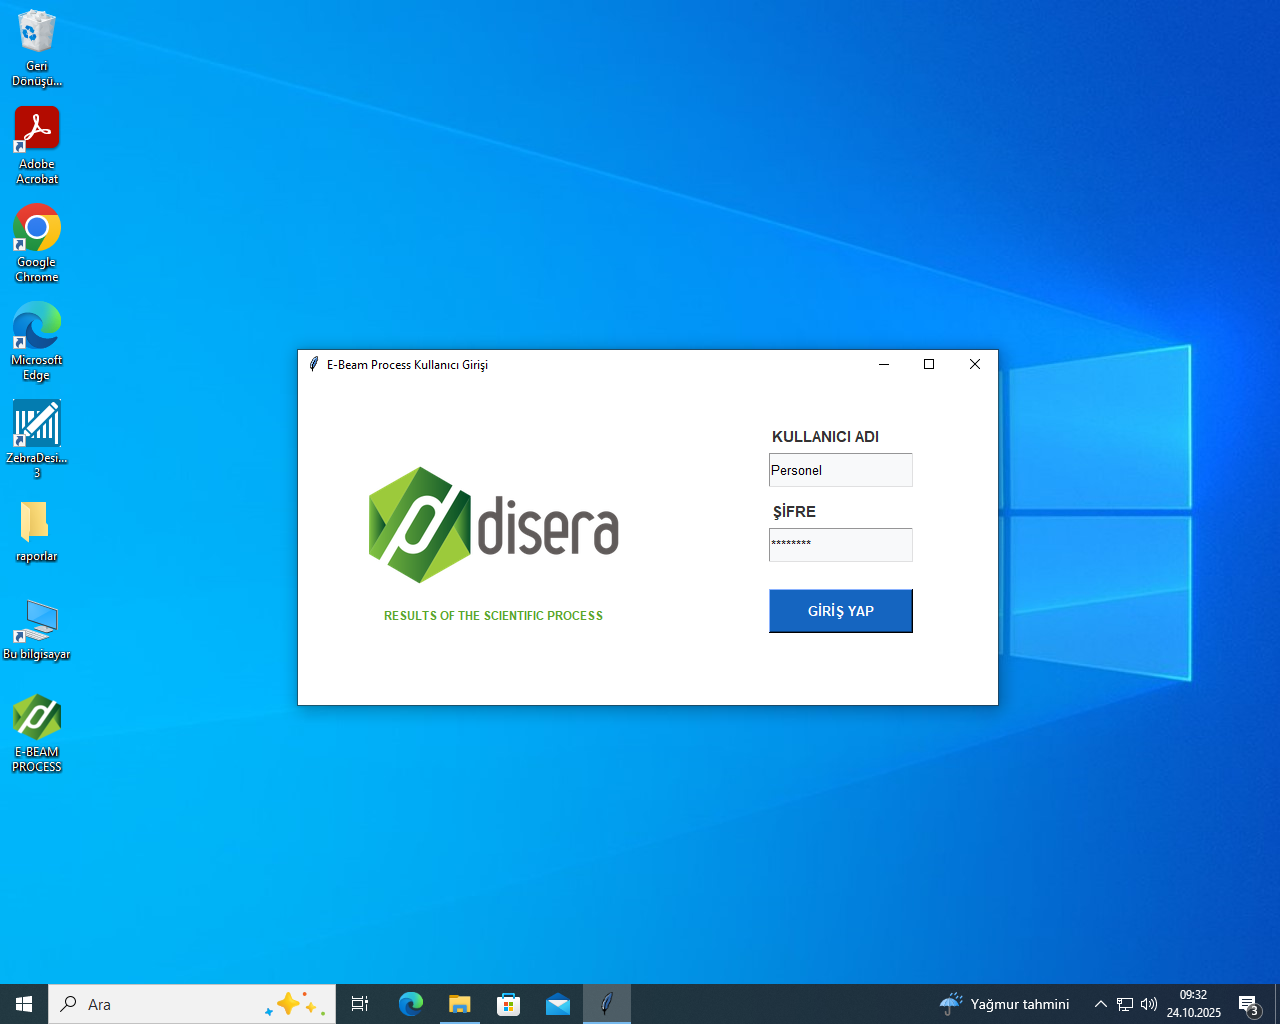 Geri
Dönüşü...
Adobe
Acrobat
Google
Chrome
Microsoft
Edge
ZebraDesi...
3
raporlar
Bu bilgisayar
E-BEAM
PROCESS
E-Beam Process Kullanıcı Girişi
KULLANICI ADI
Personel
ŞİFRE
********
GİRİŞ YAP
disera
RESULTS OF THE SCIENTIFIC PROCESS
Ara
Yağmur tahmini
09:32
24.10.2025
3